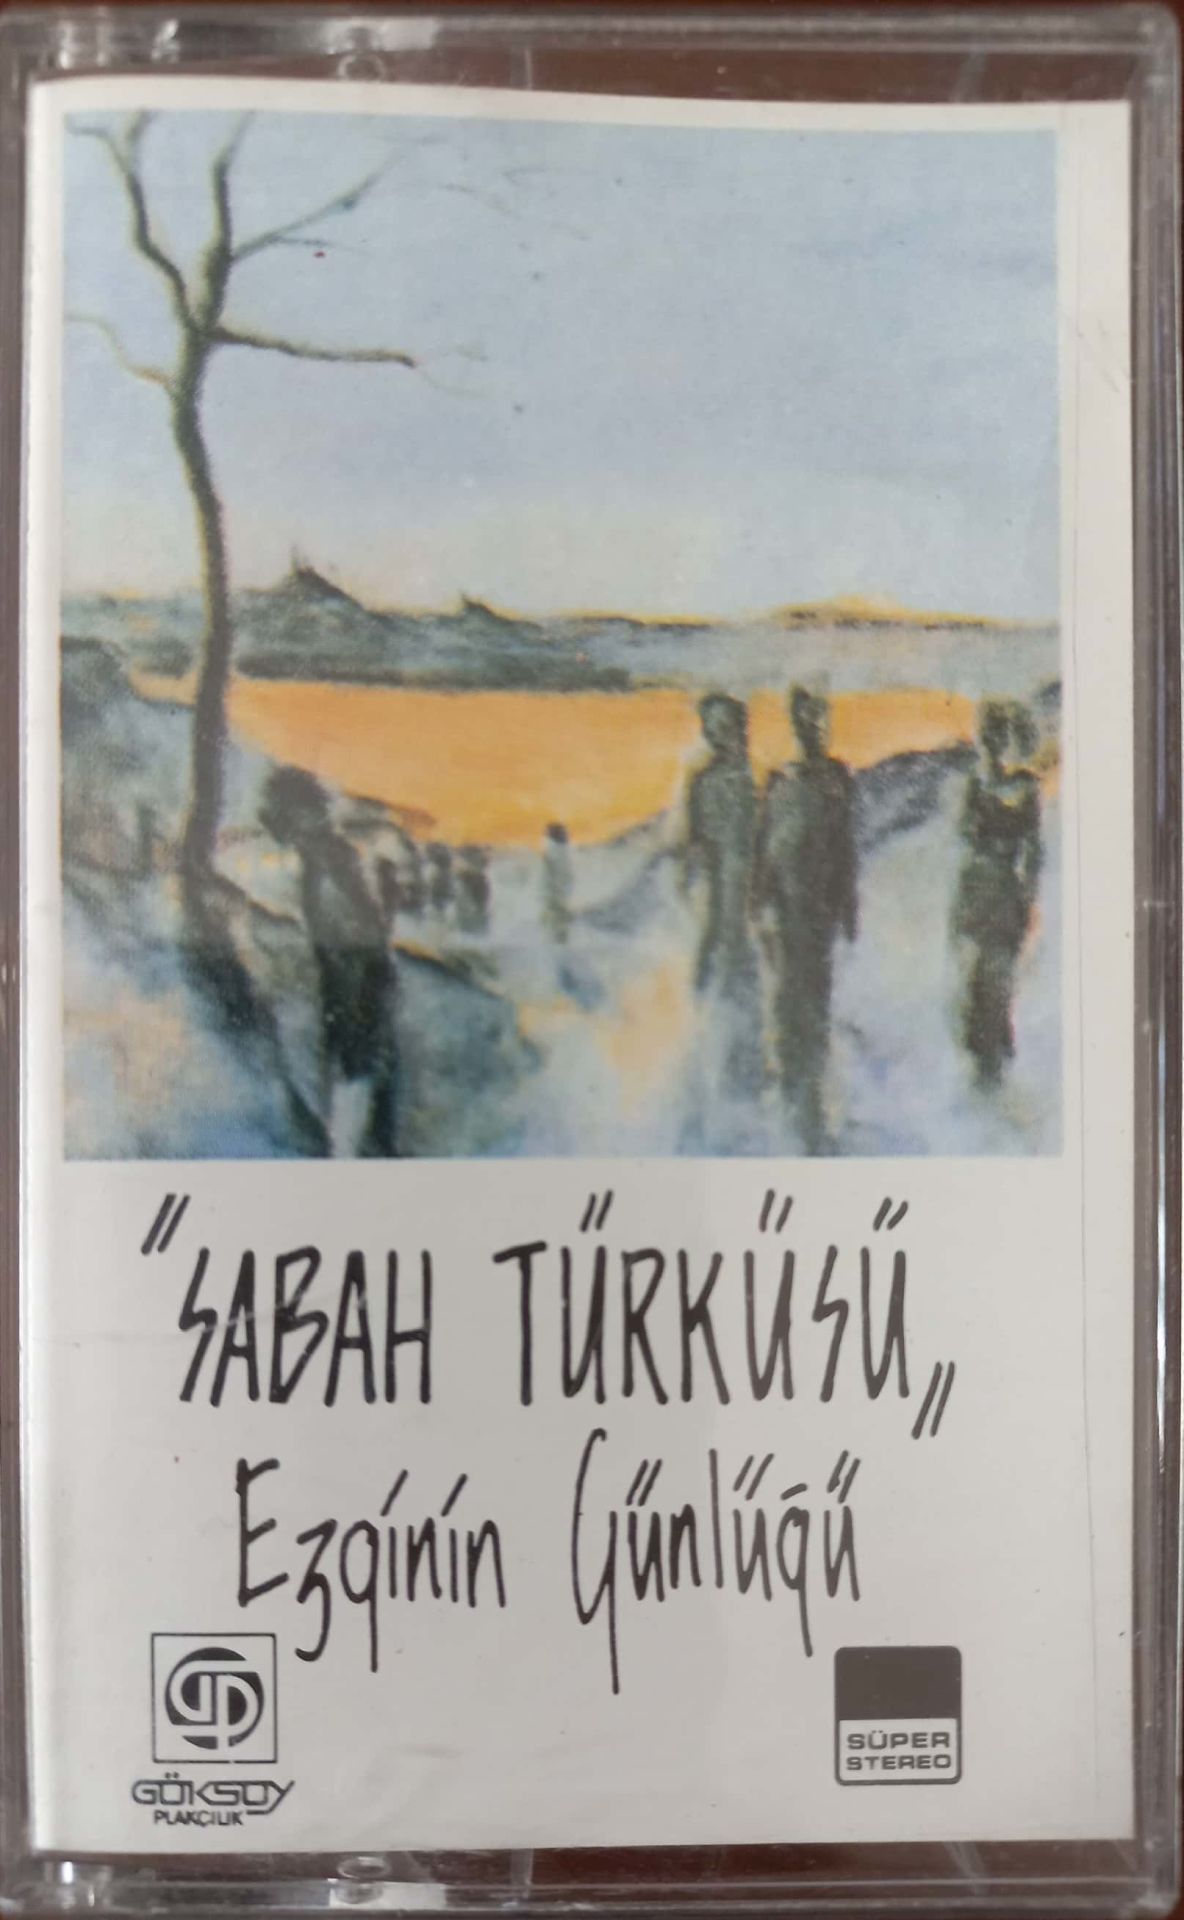 "SABAH TÜRKÜSÜ„
Ezginin Günlüğü
GÖKSOY
PLAKÇILIK
SÜPER
STEREO